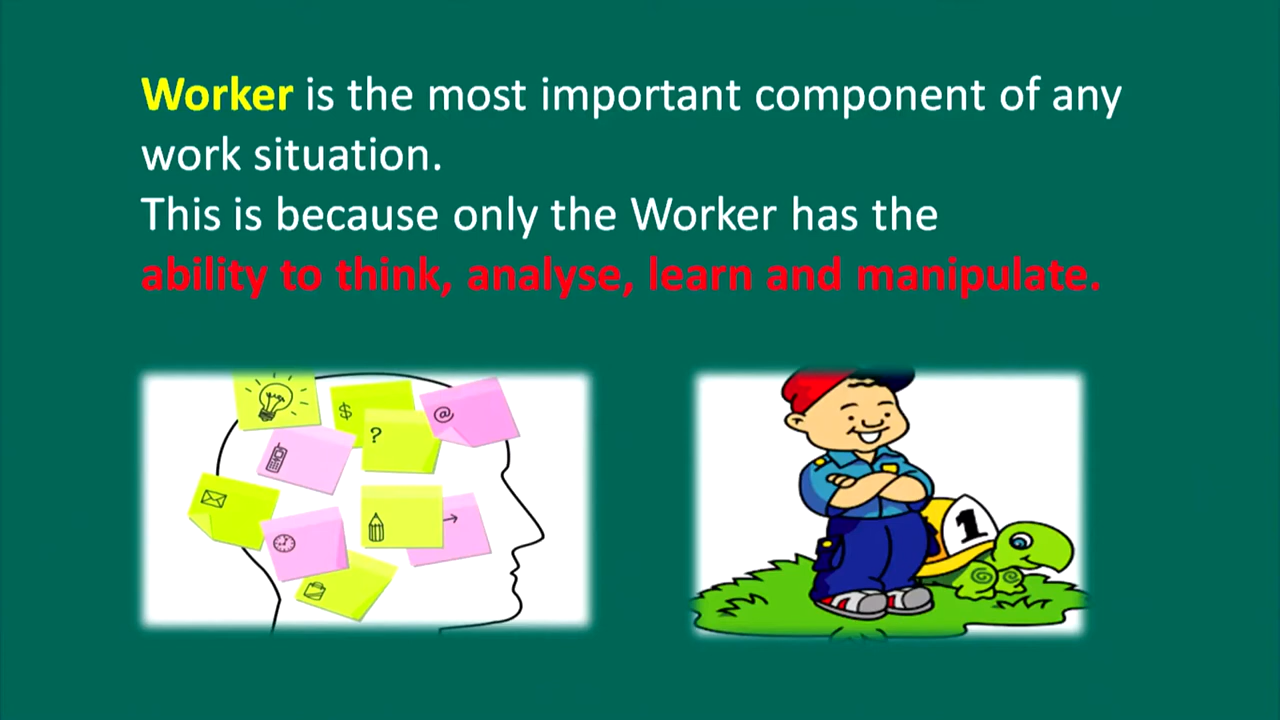 Worker is the most important component of any
work situation.
This is because only the Worker has the
ability to think, analyse, learn and manipulate.
$
?
@
1